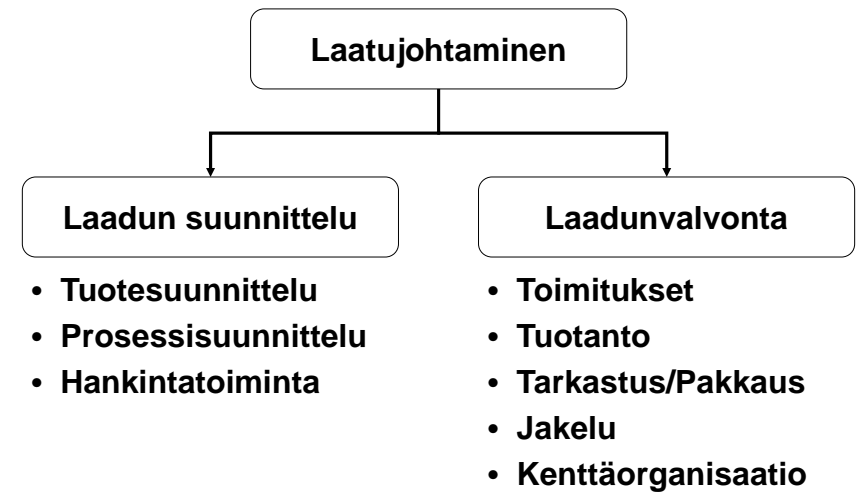 Laatujohtaminen
Laadun suunnittelu
• Tuotesuunnittelu
• Prosessisuunnittelu
• Hankintatoiminta
Laadunvalvonta
• Toimitukset
• Tuotanto
• Tarkastus/Pakkaus
• Jakelu
• Kenttäorganisaatio